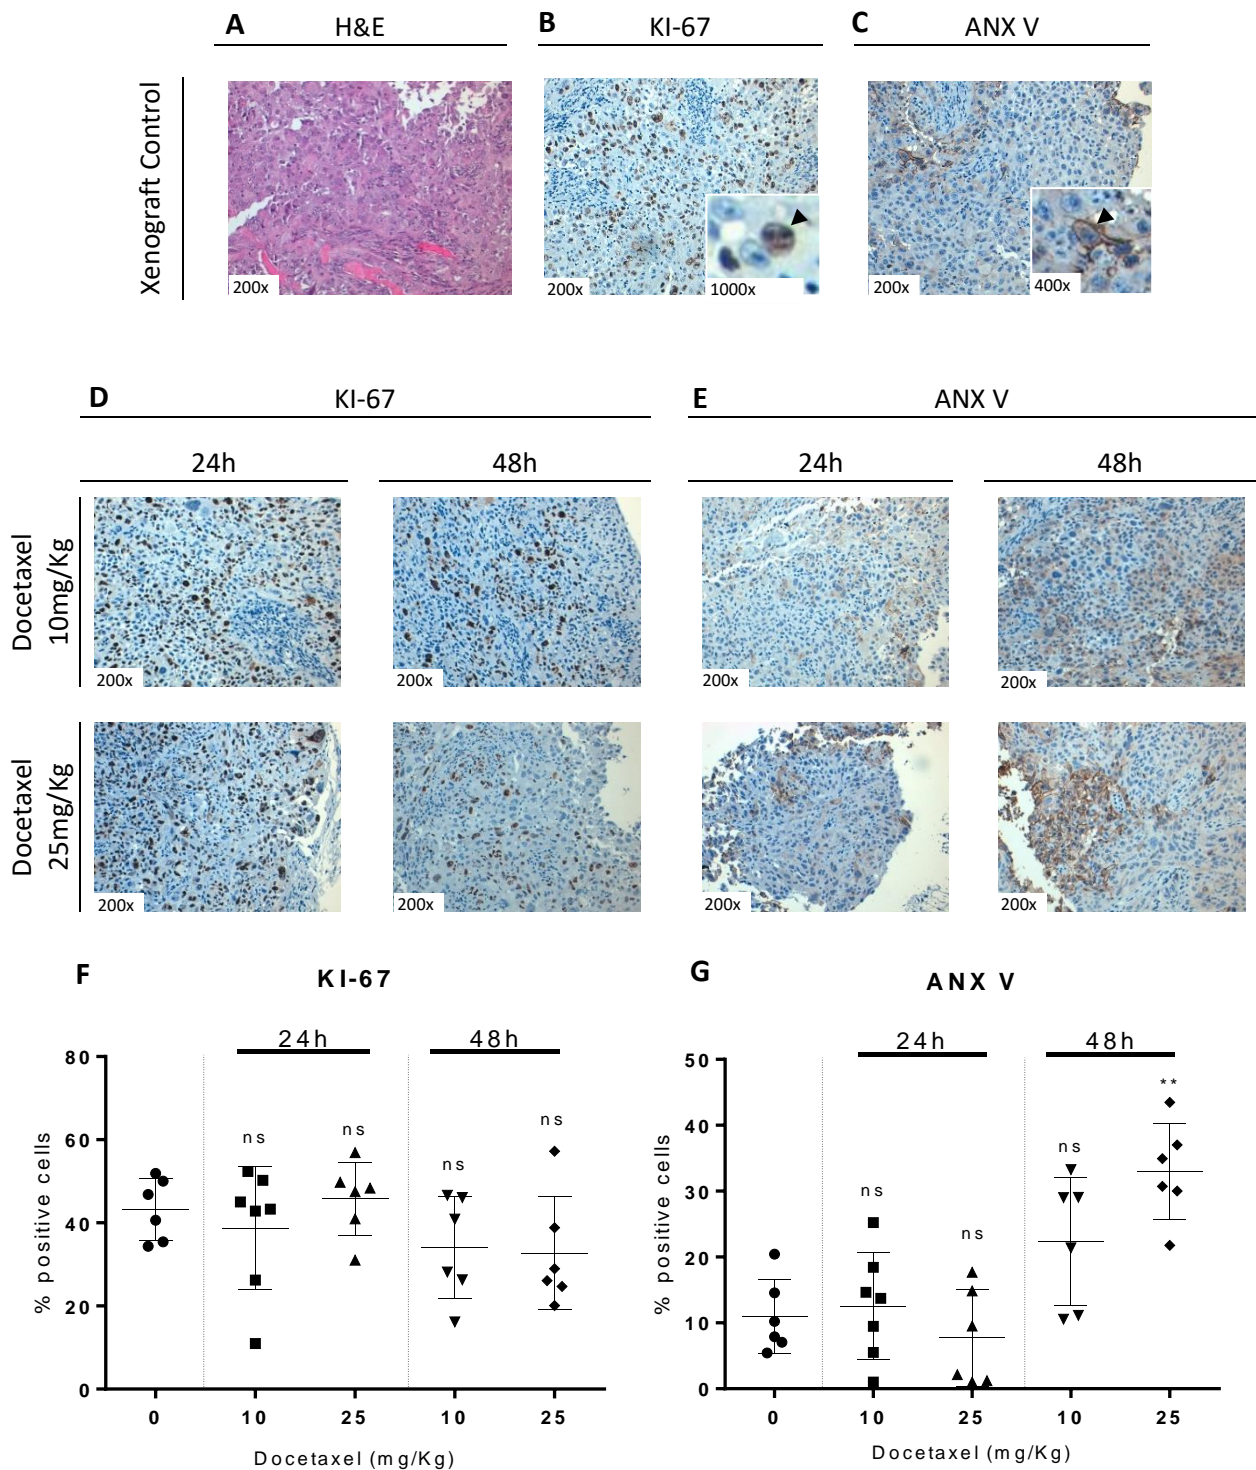 A H&E
B KI-67
C ANX V
Xenograft Control
200x
200x
1000x
200x
400x
D KI-67
E ANX V
24h
48h
24h
48h
Docetaxel
10mg/Kg
200x
200x
200x
200x
Docetaxel
25mg/Kg
200x
200x
200x
200x
F KI-67
24h
48h
% positive cells
80
60
40
20
0
ns
ns
ns
ns
0 10 25 10 25
Docetaxel (mg/Kg)
G ANX V
24h
48h
% positive cells
50
40
30
20
10
0
ns
ns
ns
**
0 10 25 10 25
Docetaxel (mg/Kg)